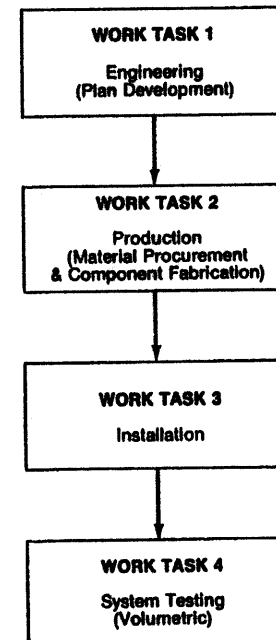 WORK TASK 1
Engineering
(Plan Development)
WORK TASK 2
Production
(Material Procurement
& Component Fabrication)
WORK TASK 3
Installation
WORK TASK 4
System Testing
(Volumetric)